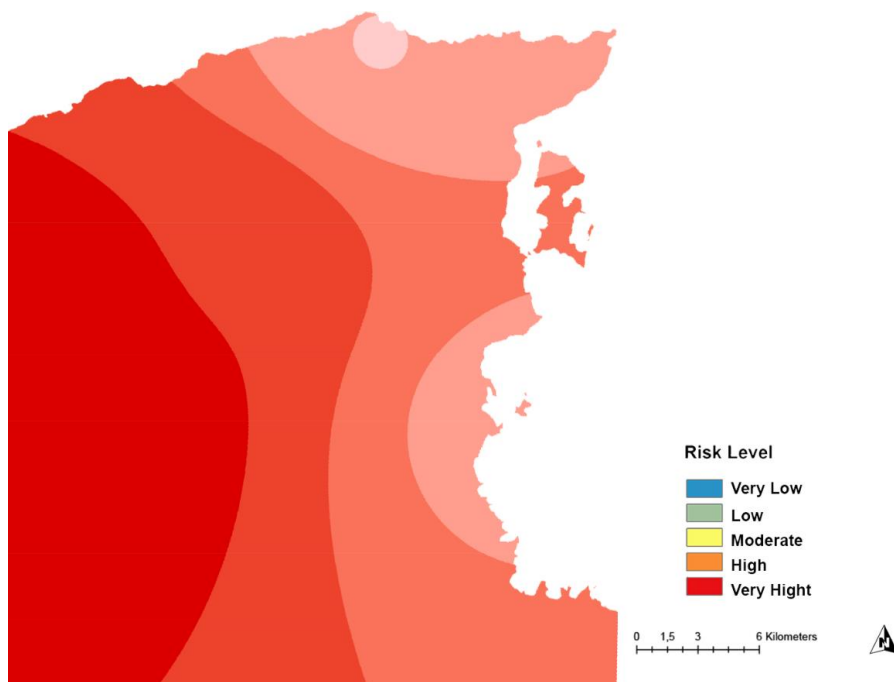 Risk Level
Very Low
Low
Moderate
High
Very Hight
0 1,5 3 6 Kilometers
N